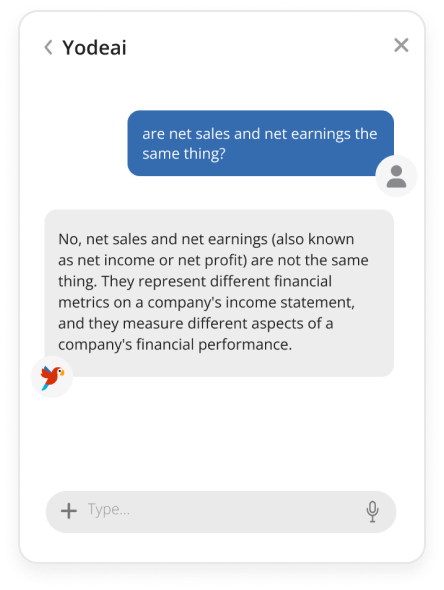 Yodeai
are net sales and net earnings the
same thing?
No, net sales and net earnings (also known
as net income or net profit) are not the same
thing. They represent different financial
metrics on a company's income statement,
and they measure different aspects of a
company's financial performance.
Type...